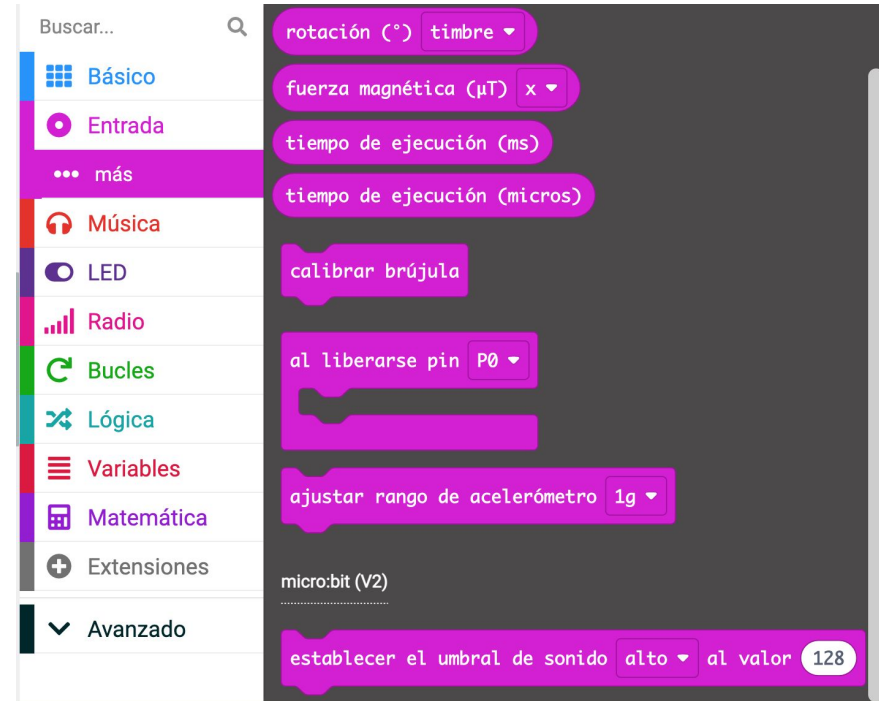 Buscar...
Básico
Entrada
más
Música
LED
Radio
Bucles
Lógica
Variables
Matemática
Extensiones
Avanzado
rotación (°) timbre
fuerza magnética (µT) x
tiempo de ejecución (ms)
tiempo de ejecución (micros)
calibrar brújula
al liberarse pin P0
ajustar rango de acelerómetro 1g
micro:bit (V2)
establecer el umbral de sonido alto al valor 128